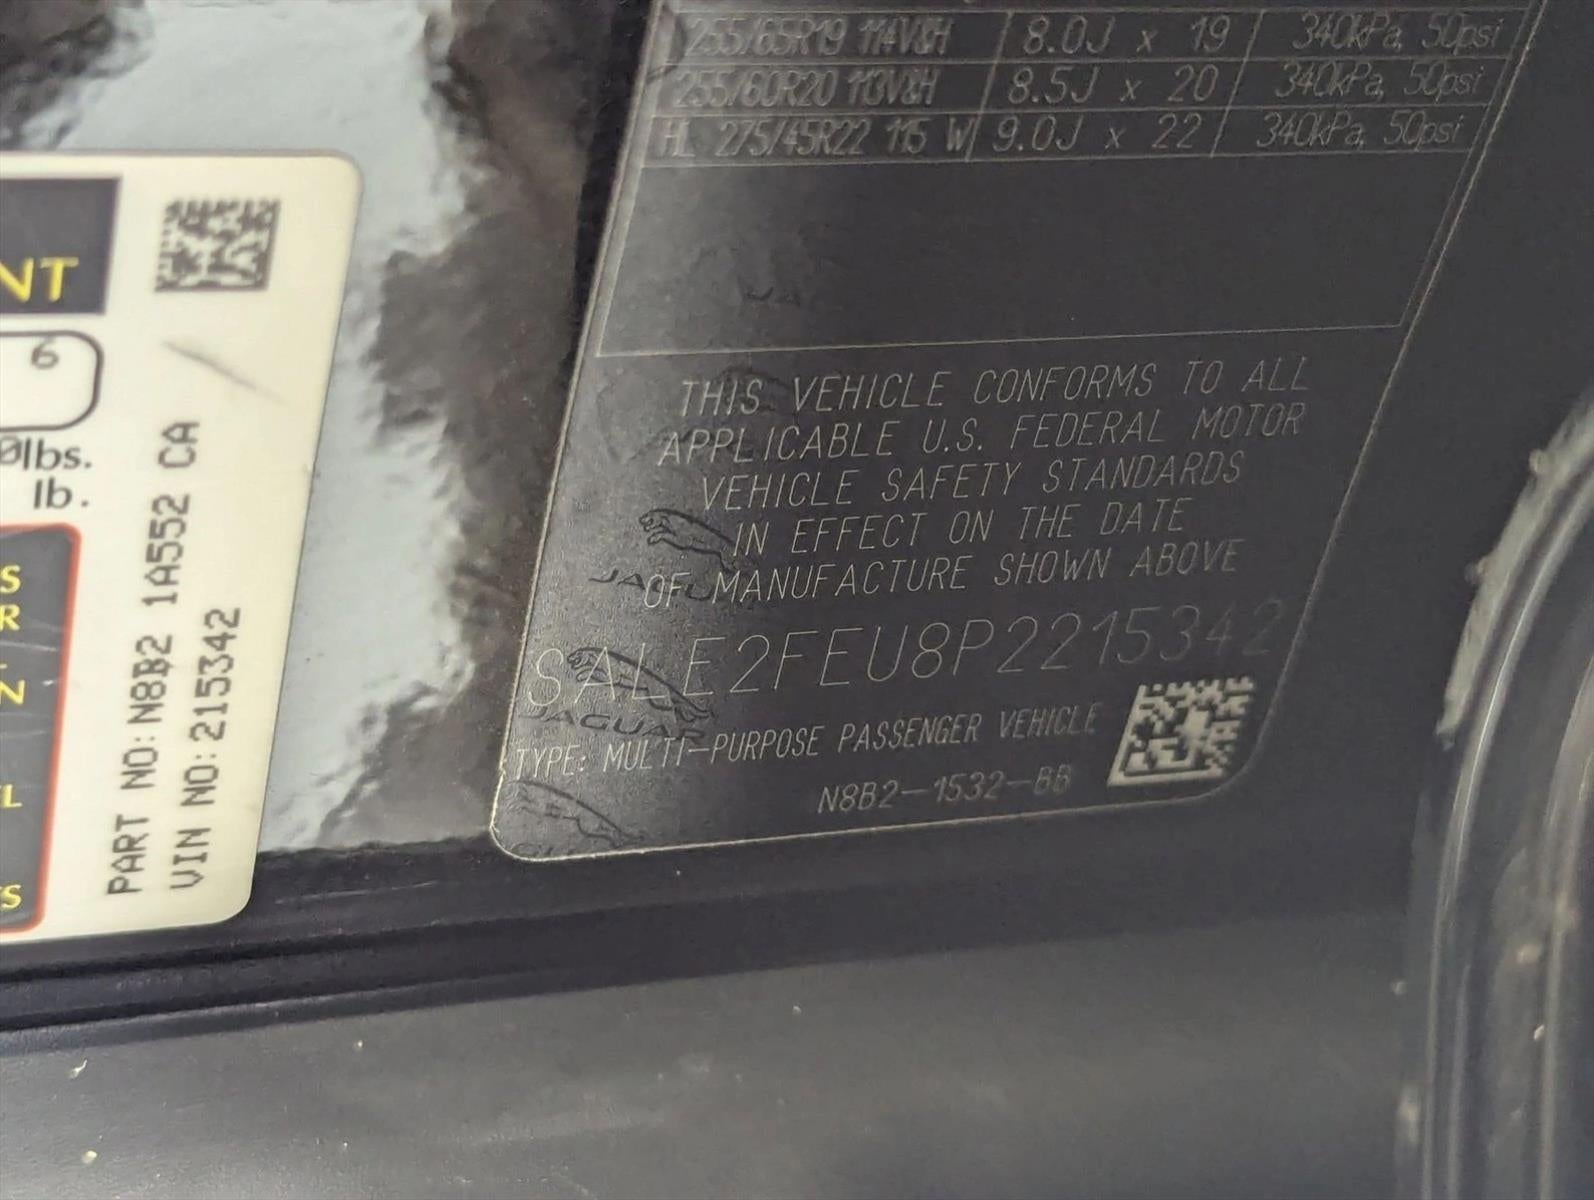 255/65R19 114V&H 8.0J x 19 340kPa, 50psi
255/60R20 113V&H 8.5J x 20 340kPa, 50psi
HL 275/45R22 115 W 9.0J x 22 340kPa, 50psi
THIS VEHICLE CONFORMS TO ALL
APPLICABLE U.S. FEDERAL MOTOR
VEHICLE SAFETY STANDARDS
IN EFFECT ON THE DATE
OF MANUFACTURE SHOWN ABOVE
SALE2FEU8P2215342
TYPE: MULTI-PURPOSE PASSENGER VEHICLE
N8B2-1532-BB
JAGUAR
JAGUAR
NT
6
lbs.
lb.
PART NO:N8B2 1A552 CA
VIN NO:215342
S
R
N
L
S